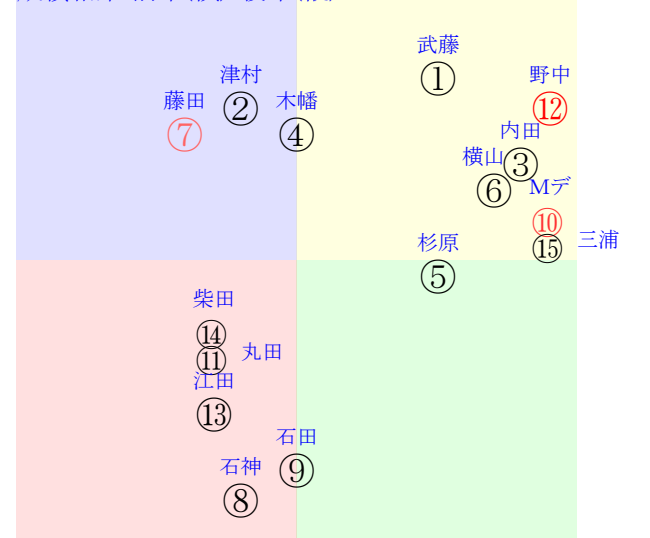 武藤
①
津村
野中
②
⑫
藤田
木幡
⑦
④
内田
横山
③
⑥
Mデ
⑩
三浦
⑮
杉原
⑤
柴田
⑭
丸田
⑪
江田
⑬
石田
⑨
石神
⑧